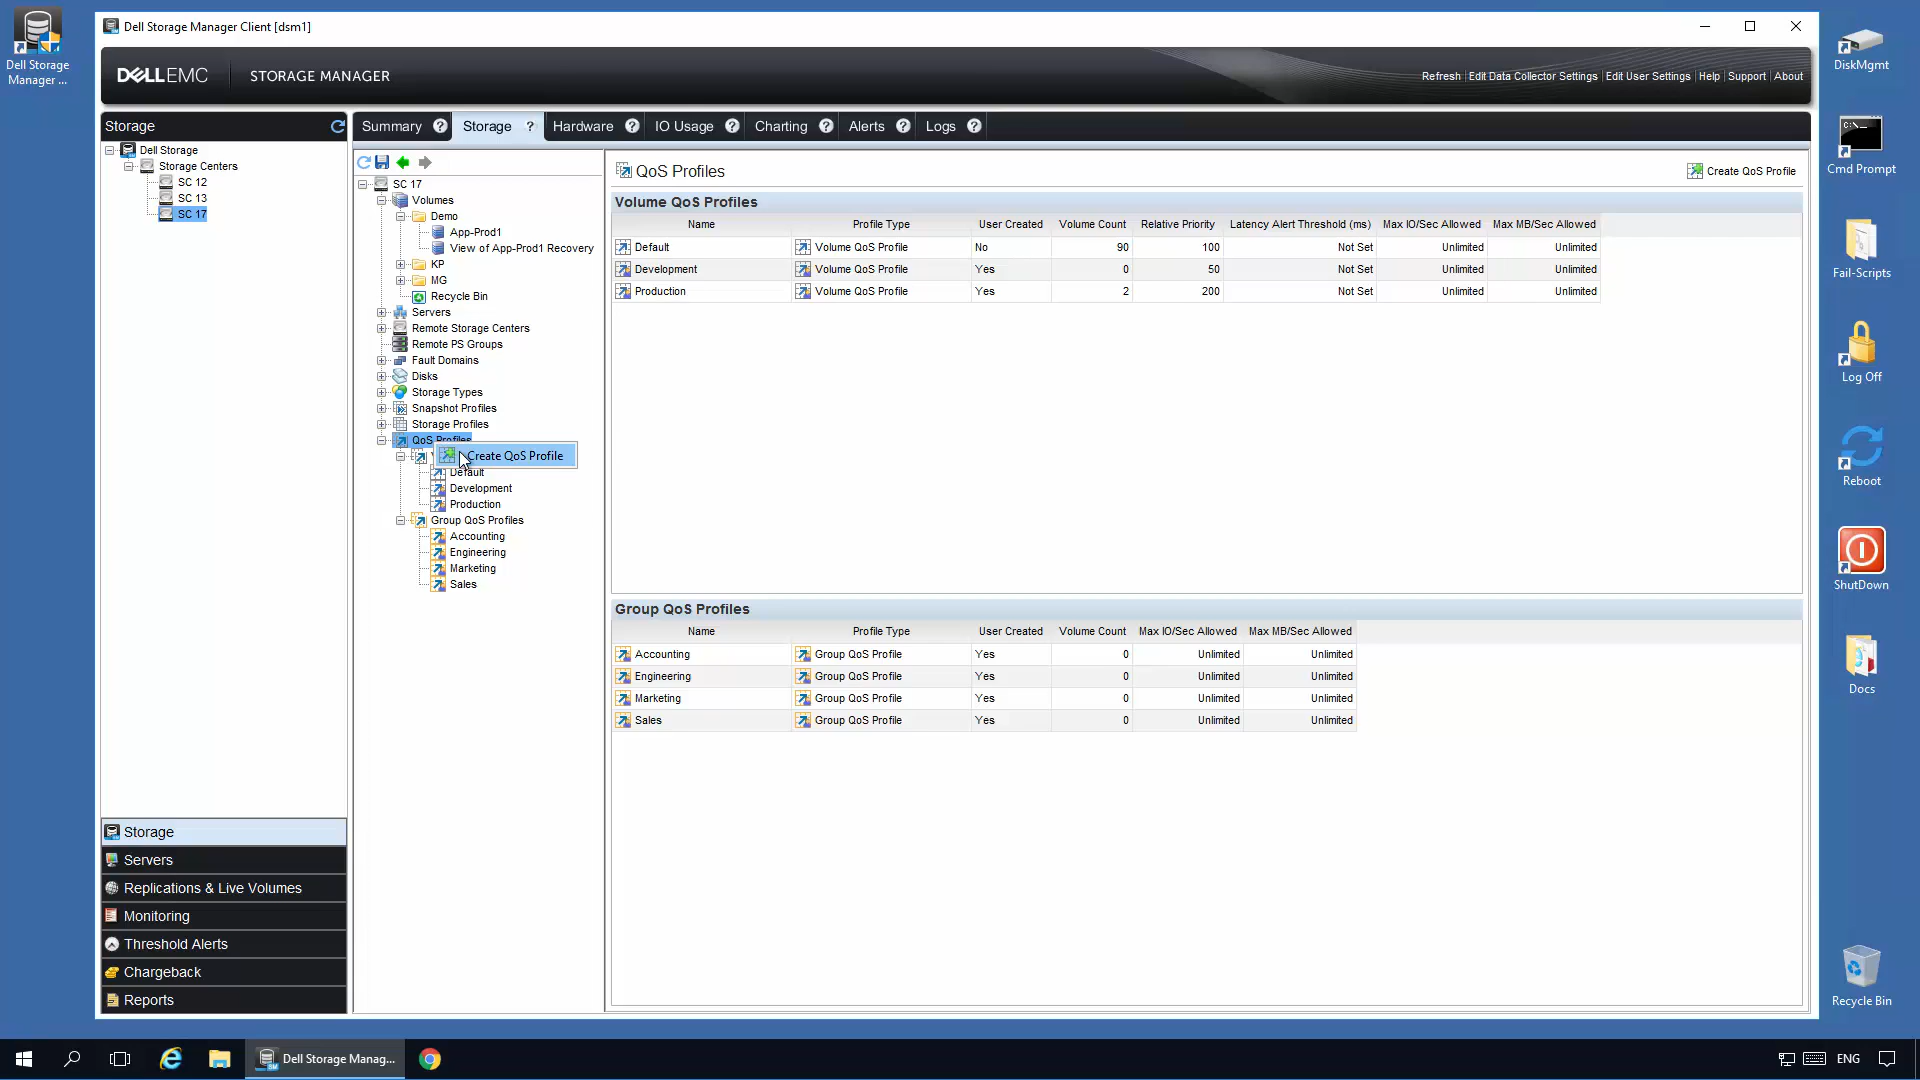 Dell Storage Manager ...
Dell Storage Manager Client [dsm1]
DELLEMC STORAGE MANAGER
Refresh Edit Data Collector Settings Edit User Settings Help Support About
Storage
Dell Storage
Storage Centers
SC 12
SC 13
SC 17
Storage
Servers
Replications & Live Volumes
Monitoring
Threshold Alerts
Chargeback
Reports
Summary ? Storage ? Hardware ? IO Usage ? Charting ? Alerts ? Logs ?
SC 17
Volumes
Demo
App-Prod1
View of App-Prod1 Recovery
KP
MG
Recycle Bin
Servers
Remote Storage Centers
Remote PS Groups
Fault Domains
Disks
Storage Types
Snapshot Profiles
Storage Profiles
QoS Profiles
Create QoS Profile
Default
Development
Production
Group QoS Profiles
Accounting
Engineering
Marketing
Sales
QoS Profiles
Create QoS Profile
Volume QoS Profiles
Name Profile Type User Created Volume Count Relative Priority Latency Alert Threshold (ms) Max IO/Sec Allowed Max MB/Sec Allowed
Default Volume QoS Profile No 90 100 Not Set Unlimited Unlimited
Development Volume QoS Profile Yes 0 50 Not Set Unlimited Unlimited
Production Volume QoS Profile Yes 2 200 Not Set Unlimited Unlimited
Group QoS Profiles
Name Profile Type User Created Volume Count Max IO/Sec Allowed Max MB/Sec Allowed
Accounting Group QoS Profile Yes 0 Unlimited Unlimited
Engineering Group QoS Profile Yes 0 Unlimited Unlimited
Marketing Group QoS Profile Yes 0 Unlimited Unlimited
Sales Group QoS Profile Yes 0 Unlimited Unlimited
DiskMgmt
Cmd Prompt
Fail-Scripts
Log Off
Reboot
ShutDown
Docs
Recycle Bin
Dell Storage Manag...
ENG